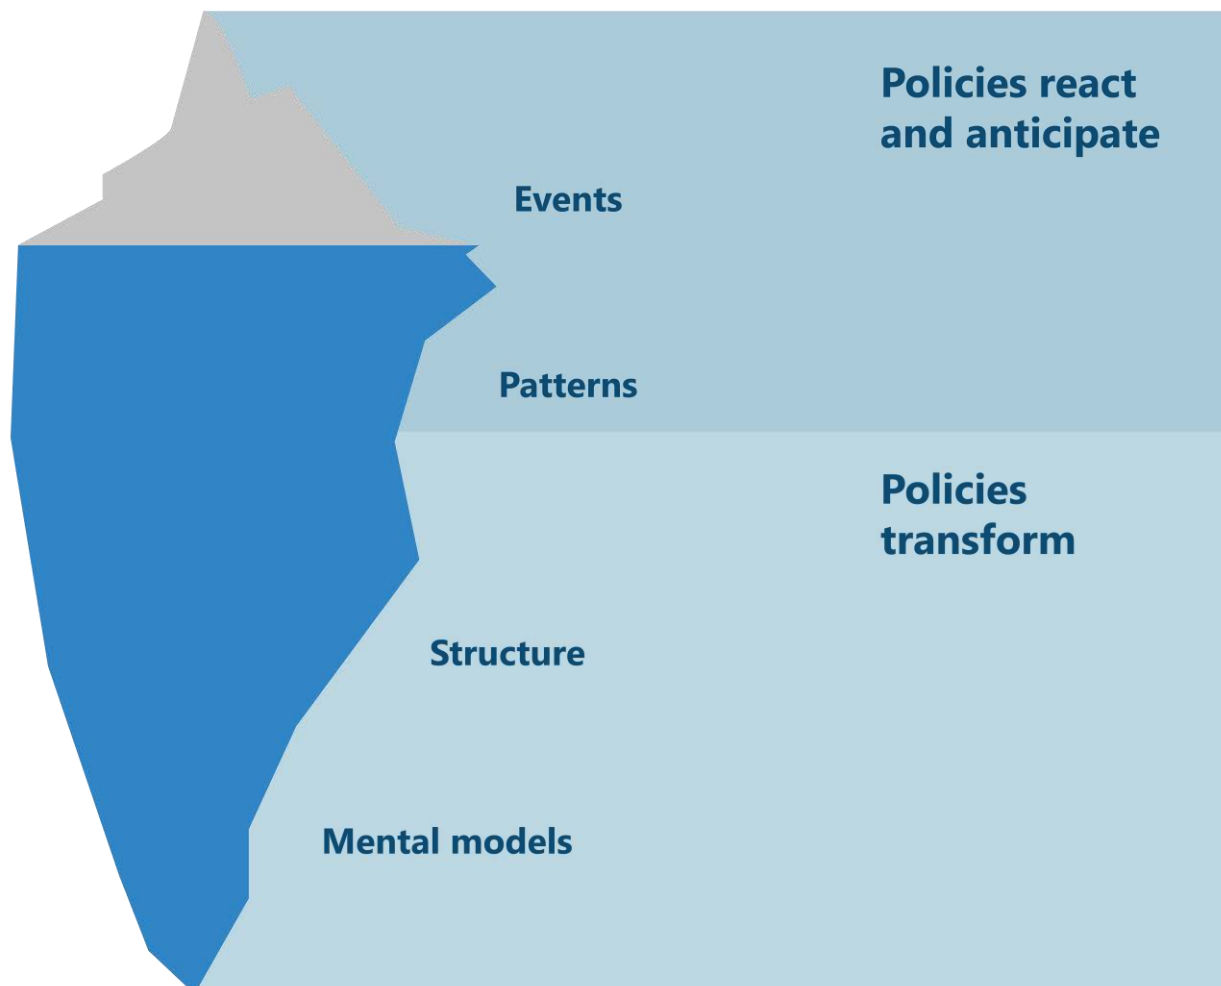 Policies react
and anticipate
Events
Patterns
Policies
transform
Structure
Mental models